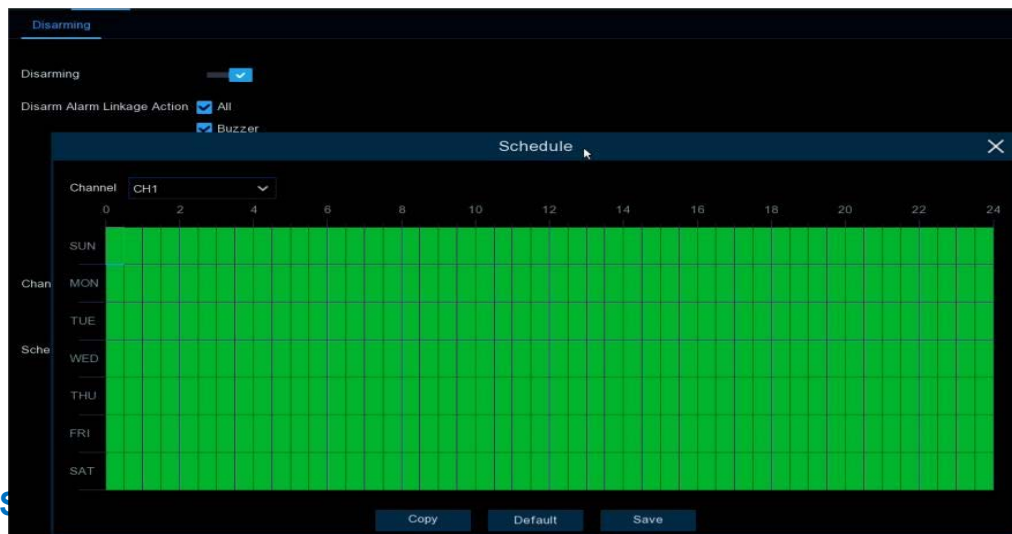 Disarming
Disarming
Disarm Alarm Linkage Action All
Buzzer
Schedule
Channel CH1
0 2 4 6 8 10 12 14 16 18 20 22 24
SUN
Chan MON
TUE
Sche WED
THU
FRI
SAT
S
Copy Default Save